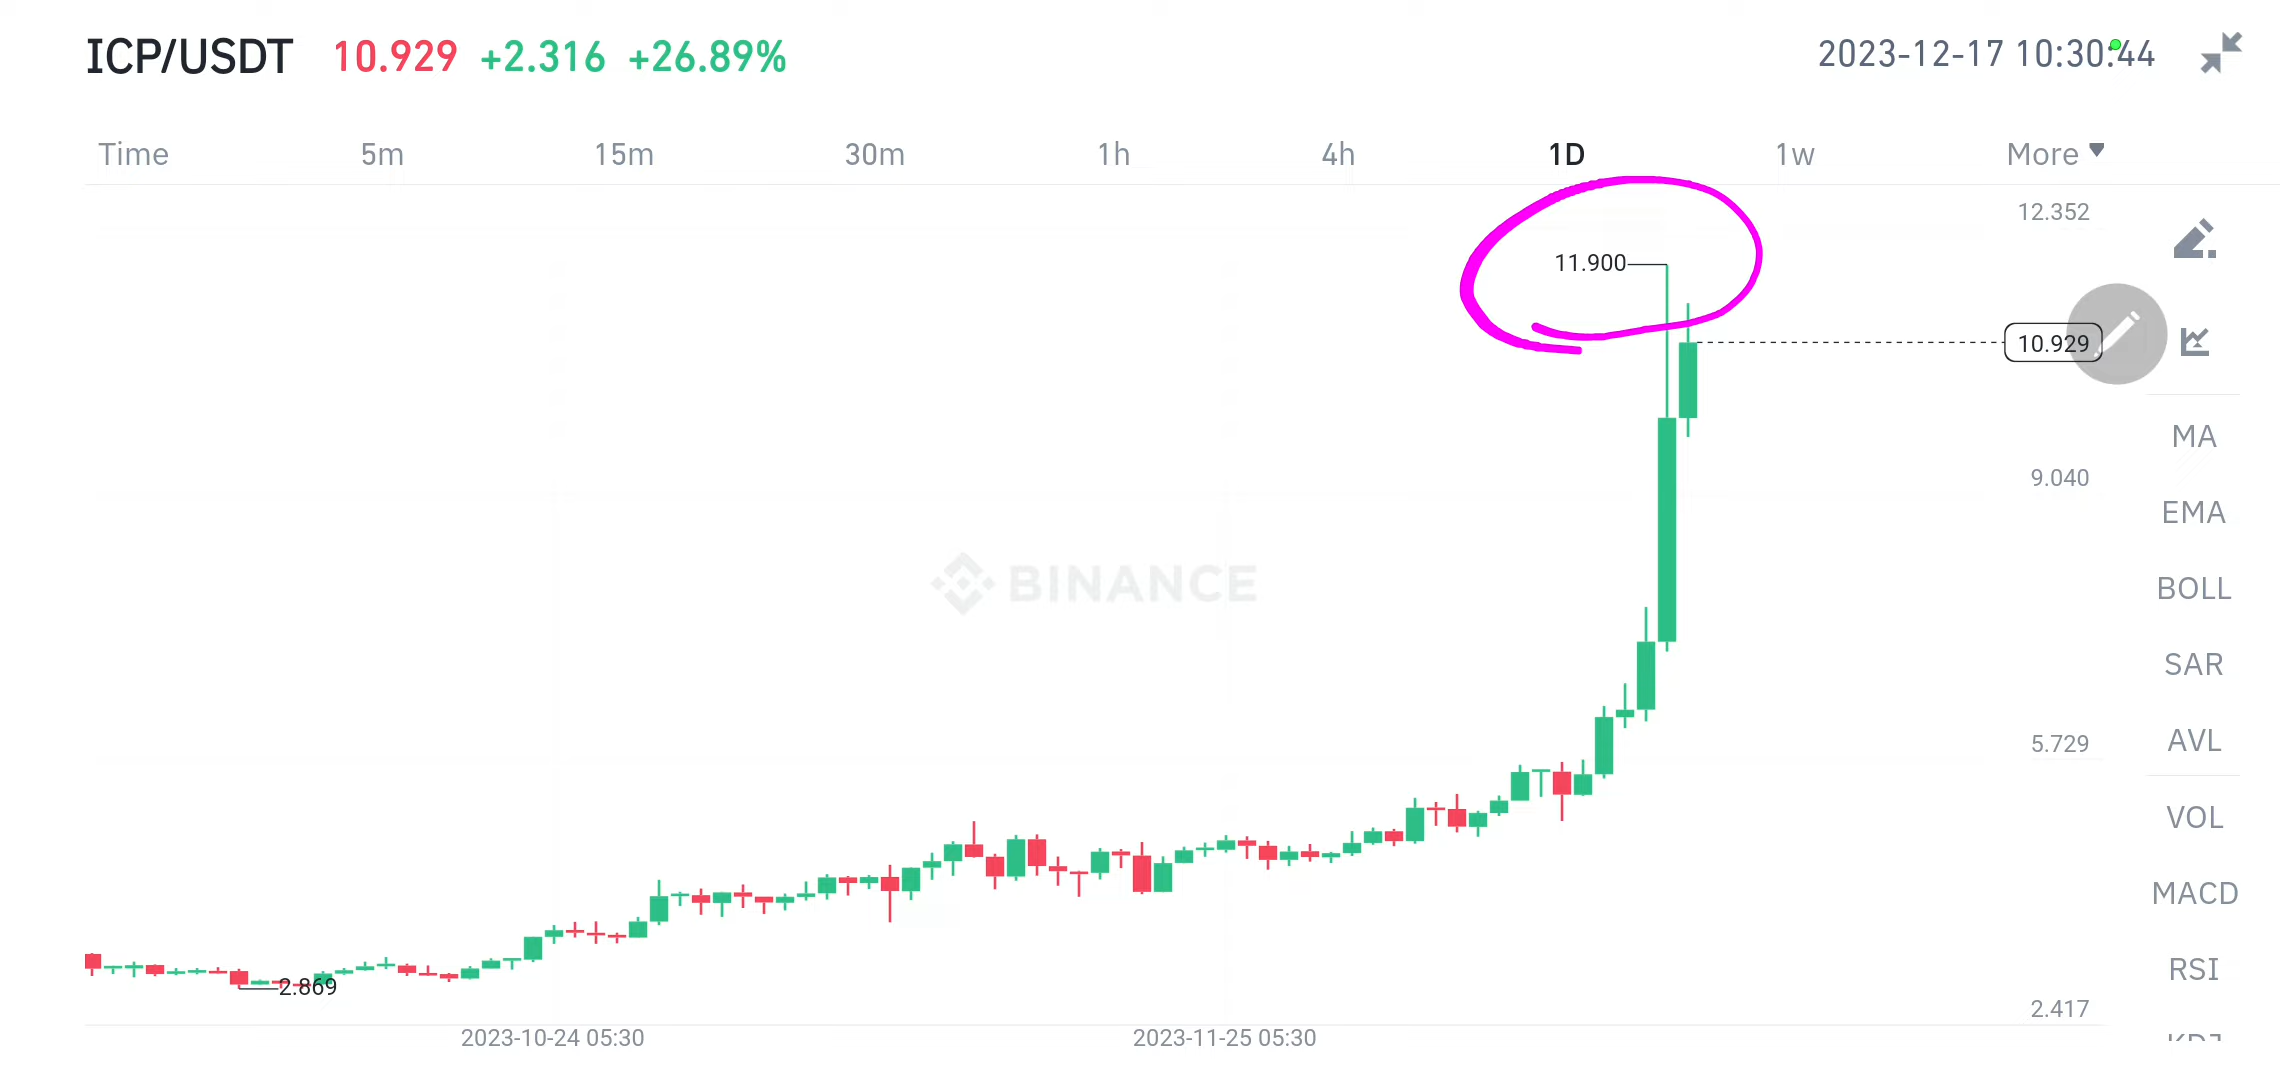 ICP/USDT 10.929 +2.316 +26.89% 2023-12-17 10:30:44
Time 5m 15m 30m 1h 4h 1D 1w More
12.352
11.900
10.929
MA
9.040
EMA
BINANCE
BOLL
SAR
5.729
AVL
VOL
MACD
RSI
2.869
2.417
2023-10-24 05:30 2023-11-25 05:30